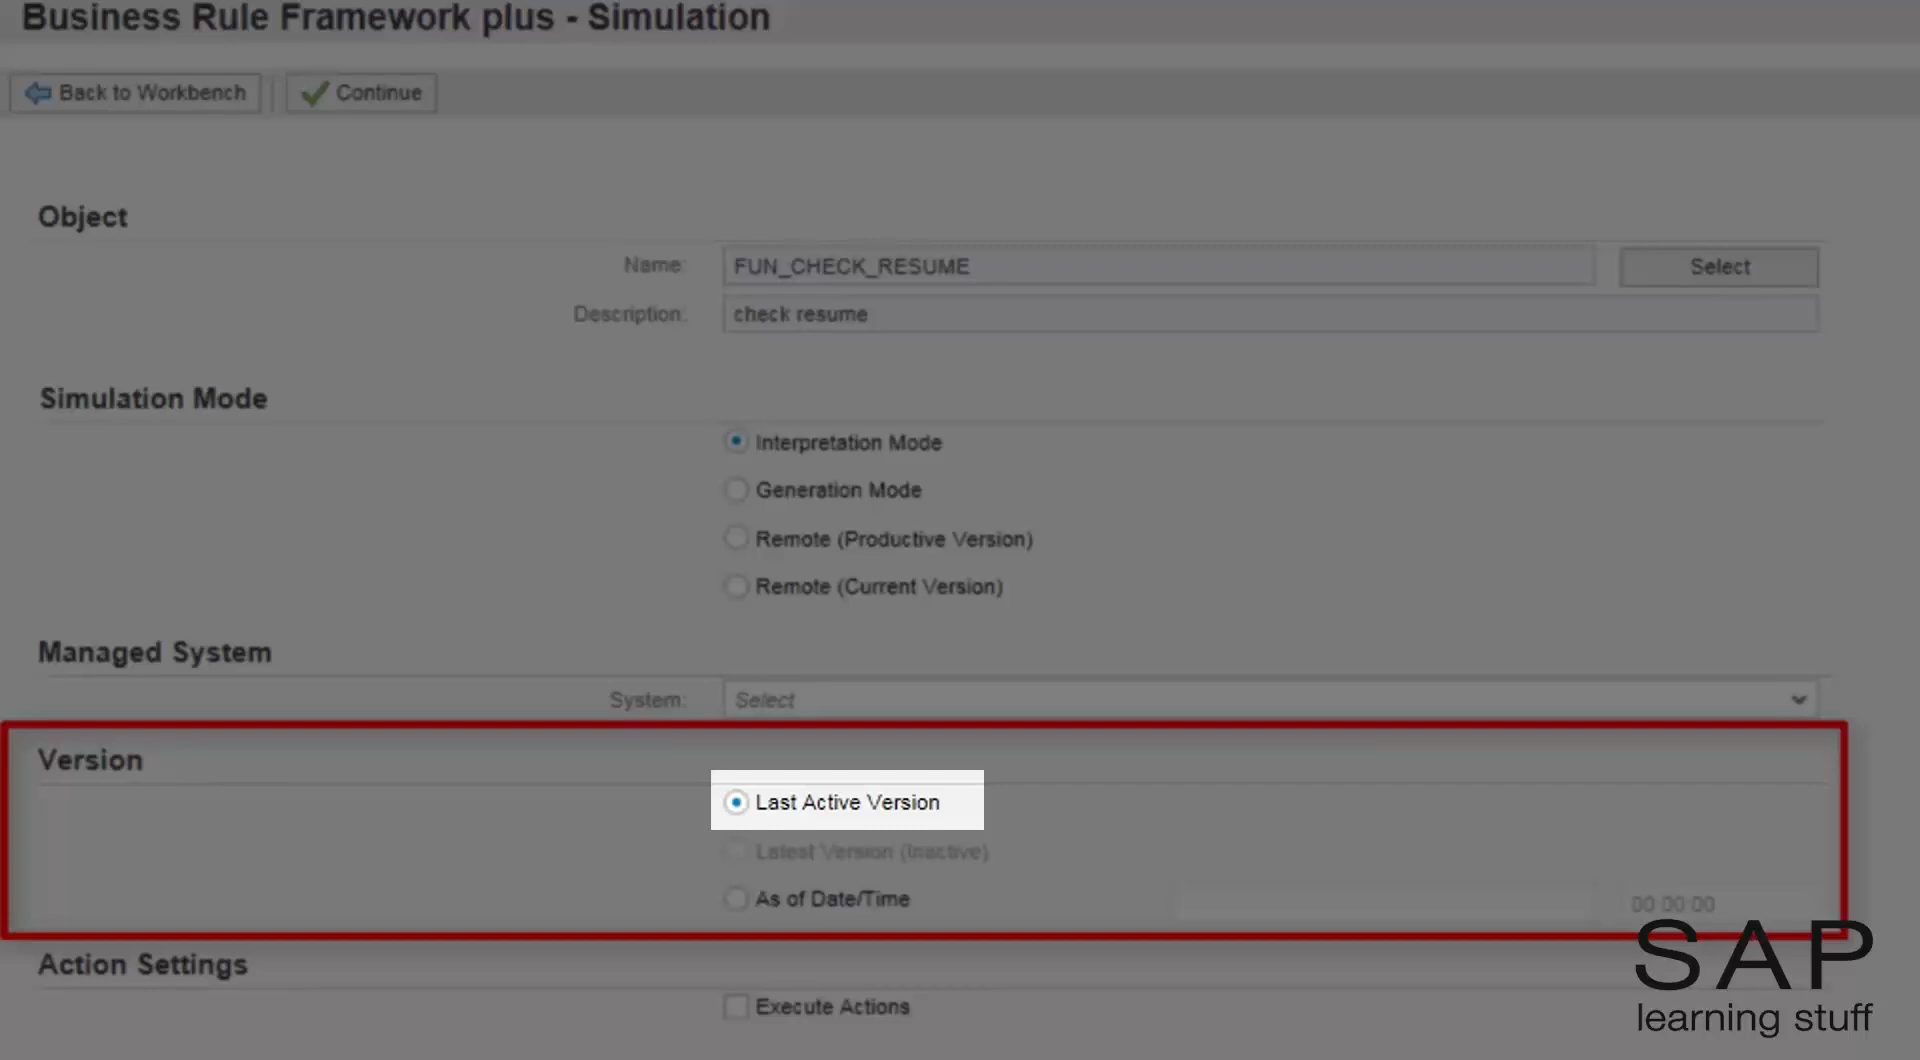 Business Rule Framework plus - Simulation
Back to Workbench
Continue
Object
Name:
FUN_CHECK_RESUME
Select
Description:
check resume
Simulation Mode
Interpretation Mode
Generation Mode
Remote (Productive Version)
Remote (Current Version)
Managed System
System:
Select
Version
Last Active Version
Latest Version (Inactive)
As of Date/Time
00:00:00
Action Settings
Execute Actions
SAP
learning stuff